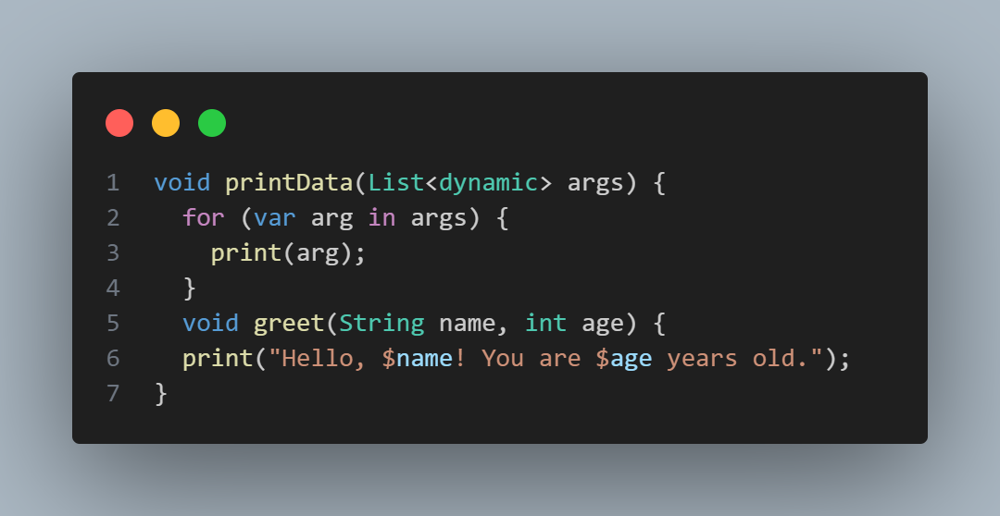 1 void printData(List<dynamic> args) {
2   for (var arg in args) {
3     print(arg);
4   }
5   void greet(String name, int age) {
6   print("Hello, $name! You are $age years old.");
7 }